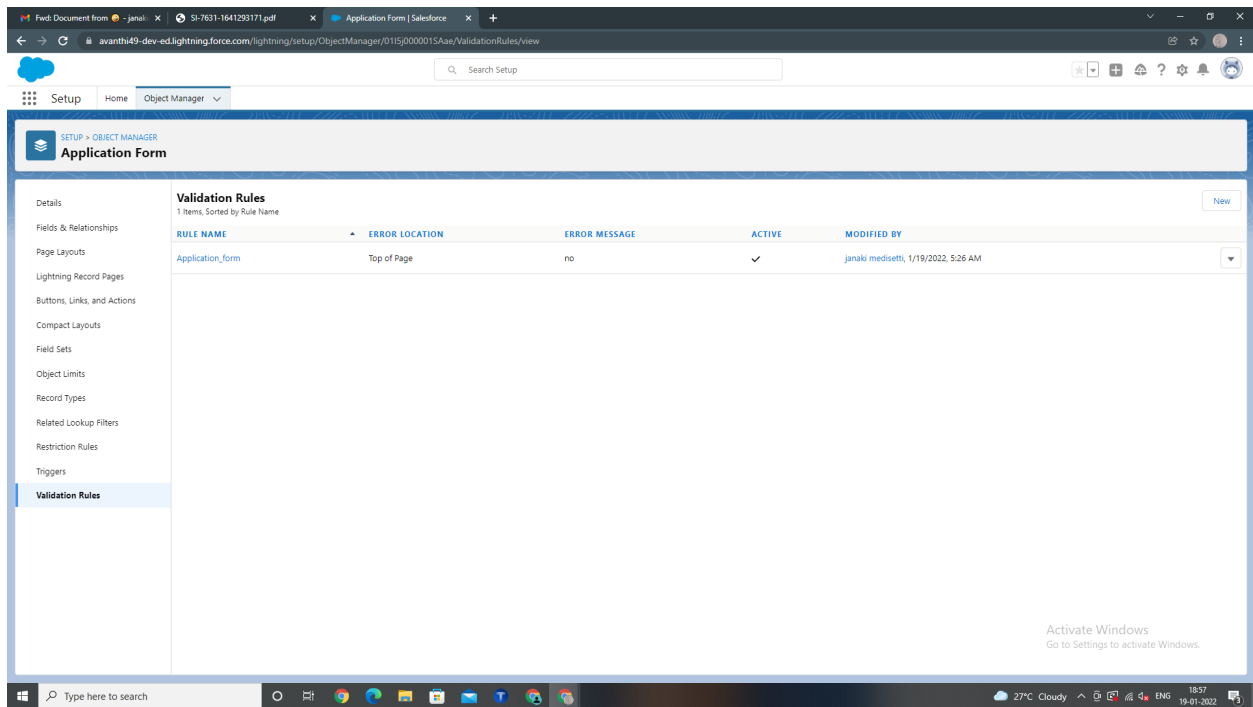 Fwd: Document from 😊 - janaki
SI-7631-1641293171.pdf
Application Form | Salesforce
avanthi49-dev-ed.lightning.force.com/lightning/setup/ObjectManager/01I5j000001SAae/ValidationRules/view
Search Setup
Setup
Home
Object Manager
SETUP > OBJECT MANAGER
Application Form
Details
Fields & Relationships
Page Layouts
Lightning Record Pages
Buttons, Links, and Actions
Compact Layouts
Field Sets
Object Limits
Record Types
Related Lookup Filters
Restriction Rules
Triggers
Validation Rules
Validation Rules
1 Items, Sorted by Rule Name
New
RULE NAME ERROR LOCATION ERROR MESSAGE ACTIVE MODIFIED BY
Application_form Top of Page no janaki medisetti, 1/19/2022, 5:26 AM
Activate Windows
Go to Settings to activate Windows.
Type here to search
27°C Cloudy
ENG
18:57
19-01-2022
3